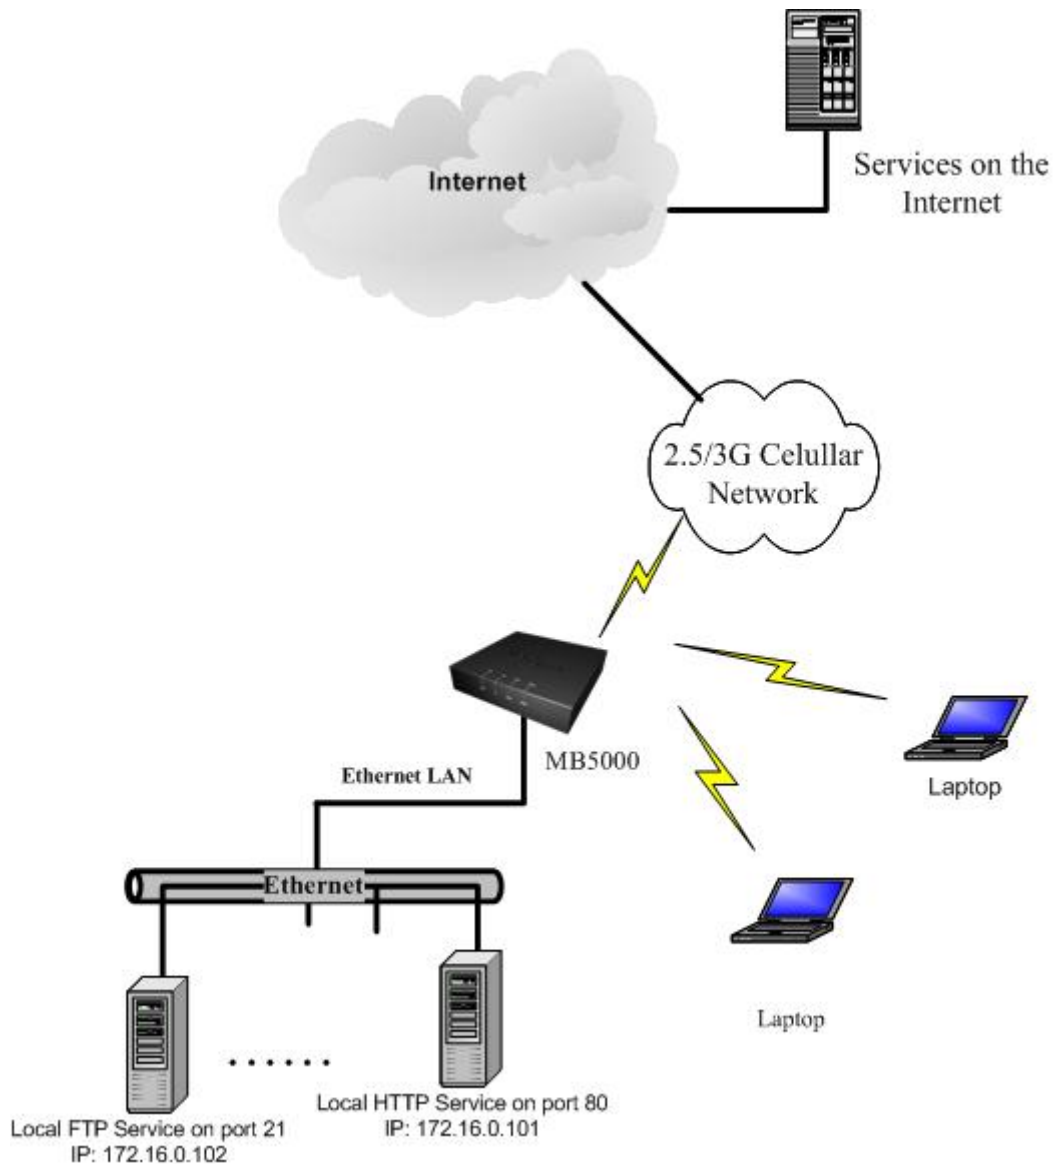 Internet
Services on the
Internet
2.5/3G Celullar
Network
MB5000
Ethernet LAN
Laptop
Ethernet
Laptop
Local HTTP Service on port 80
IP: 172.16.0.101
Local FTP Service on port 21
IP: 172.16.0.102